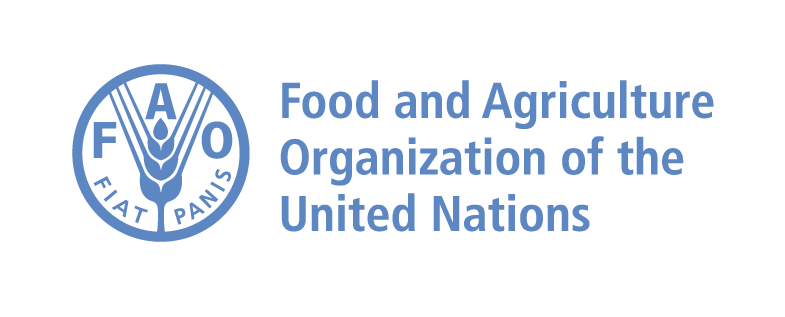 F A O
FIAT PANIS
Food and Agriculture
Organization of the
United Nations